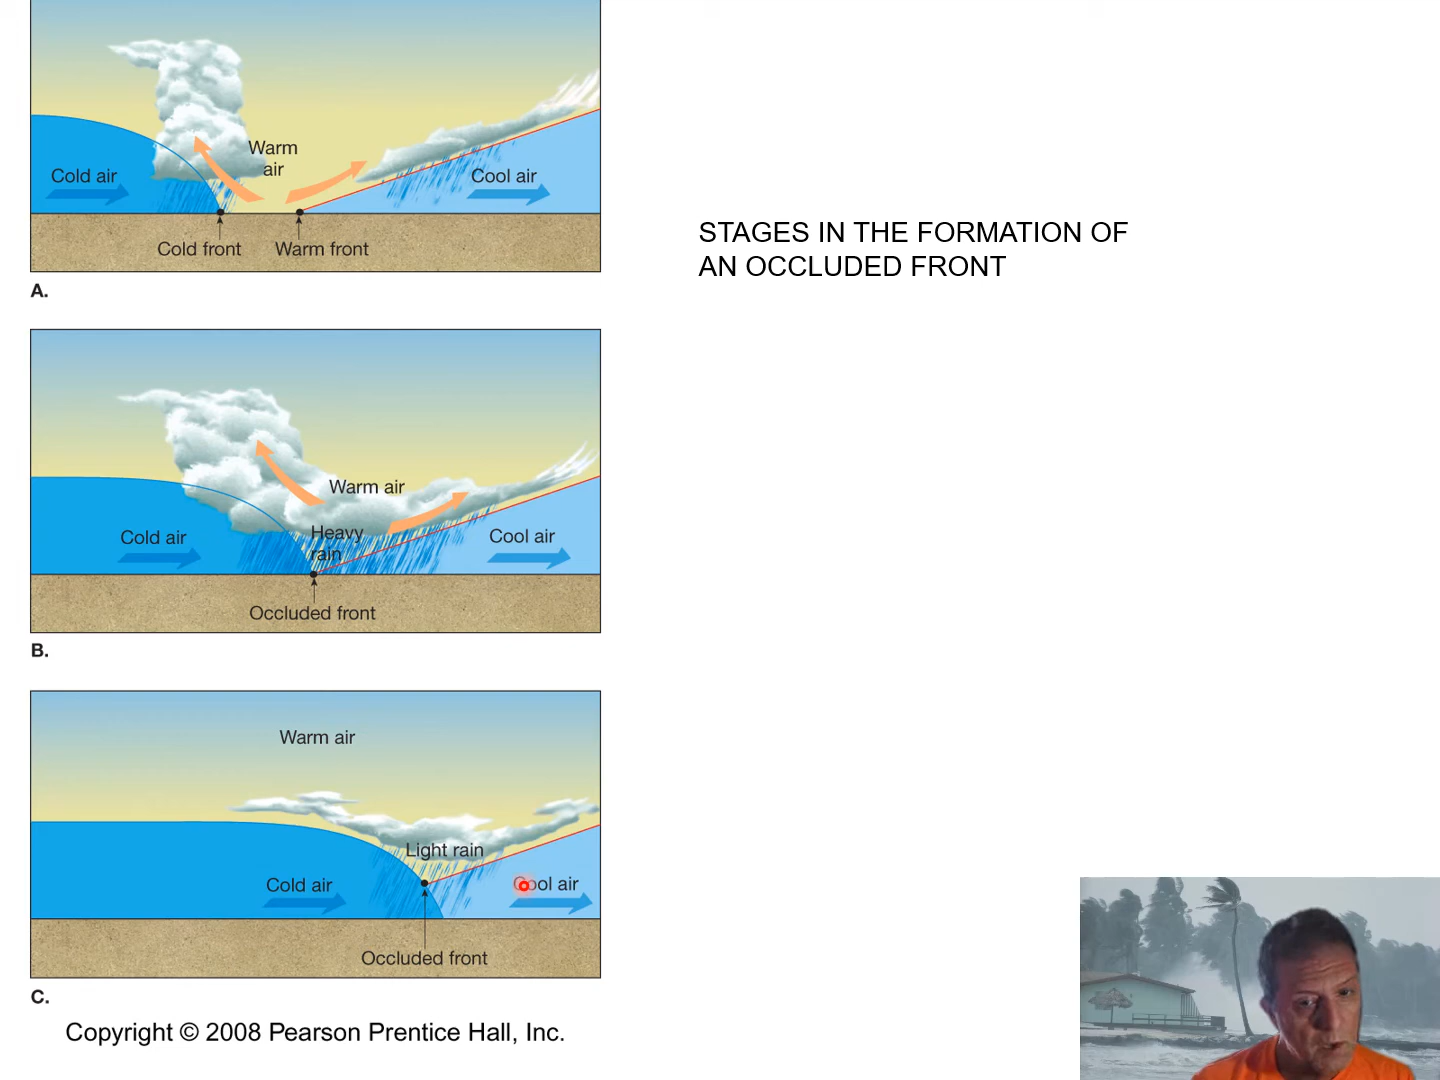 Warm
air
Cold air
Cool air
Cold front
Warm front
A.
STAGES IN THE FORMATION OF
AN OCCLUDED FRONT
Warm air
Heavy
rain
Cold air
Cool air
Occluded front
B.
Warm air
Light rain
Cold air
Cool air
Occluded front
C.
Copyright © 2008 Pearson Prentice Hall, Inc.